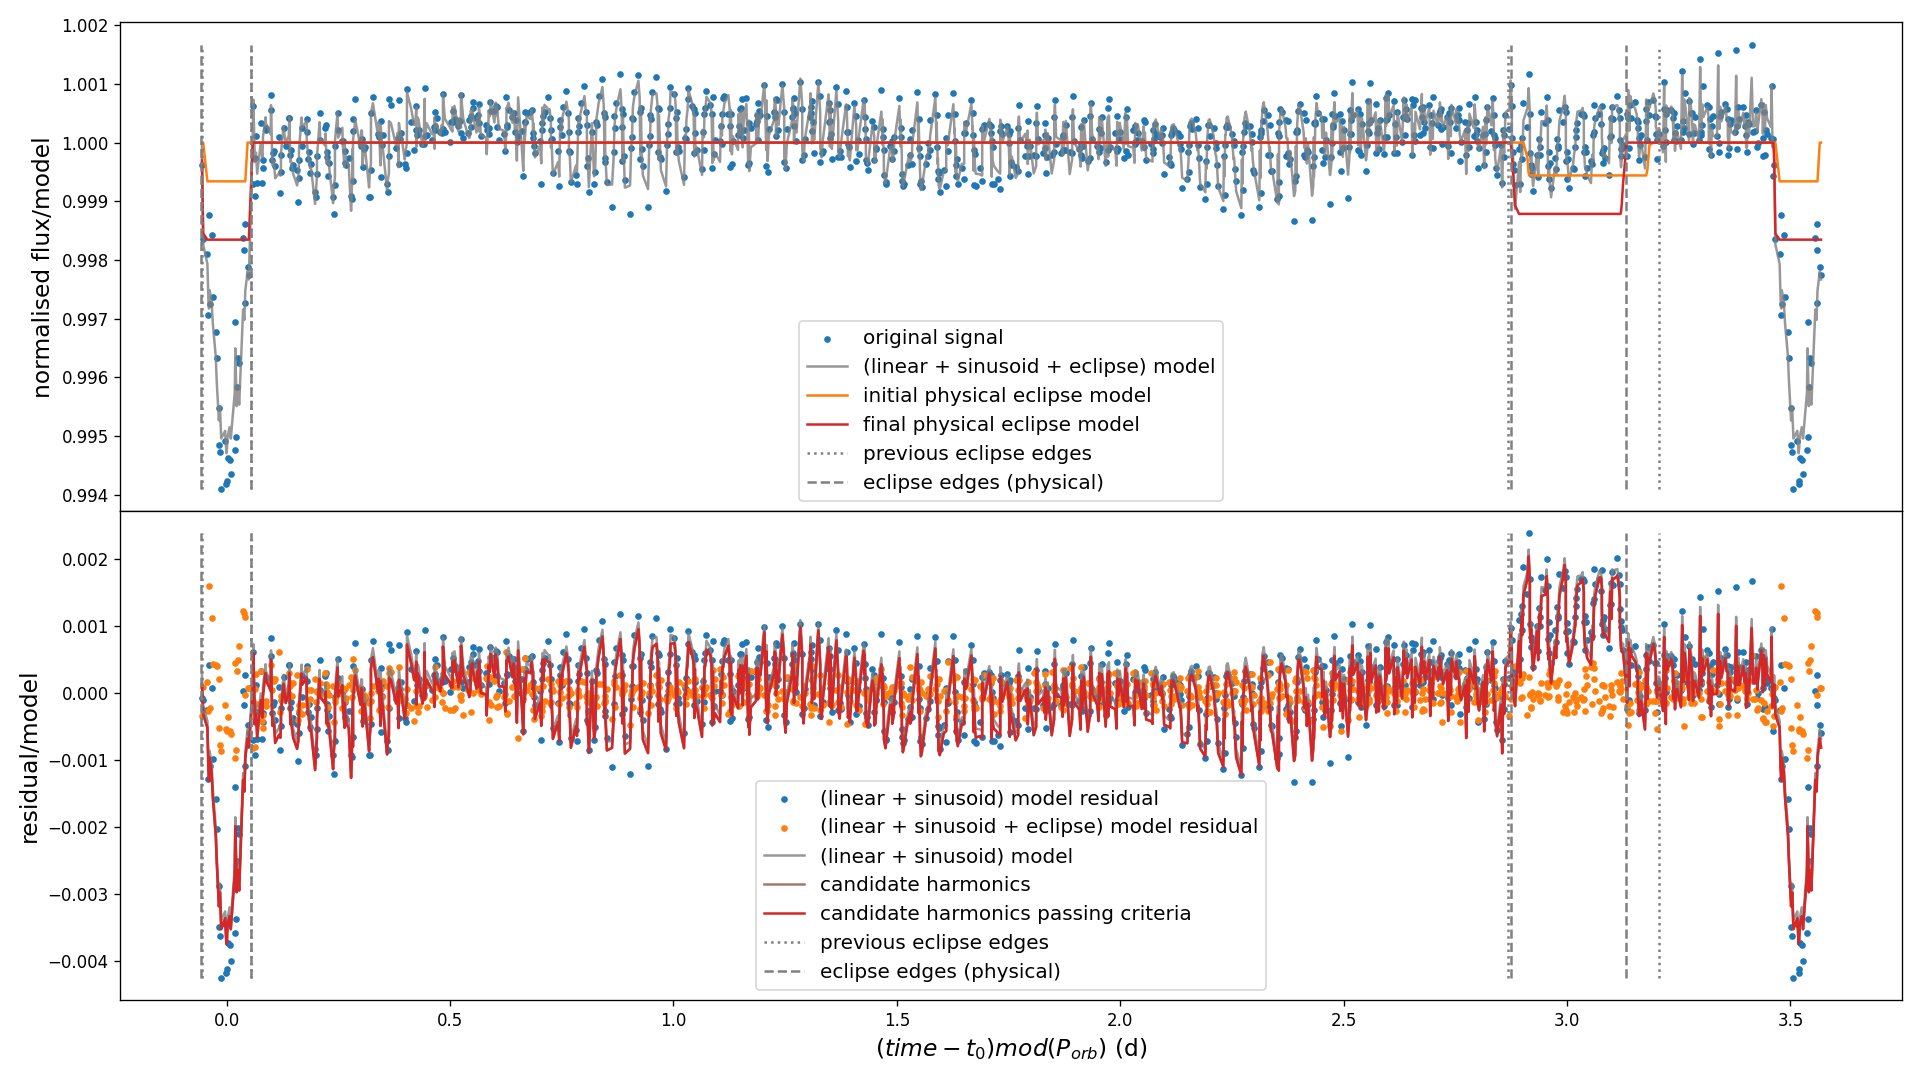 1.002
1.001
1.000
0.999
0.998
0.997
0.996
0.995
0.994
normalised flux/model
original signal
(linear + sinusoid + eclipse) model
initial physical eclipse model
final physical eclipse model
previous eclipse edges
eclipse edges (physical)
0.002
0.001
0.000
−0.001
−0.002
−0.003
−0.004
residual/model
(linear + sinusoid) model residual
(linear + sinusoid + eclipse) model residual
(linear + sinusoid) model
candidate harmonics
candidate harmonics passing criteria
previous eclipse edges
eclipse edges (physical)
0.0 0.5 1.0 1.5 2.0 2.5 3.0 3.5
(time − t₀)mod(P_orb) (d)